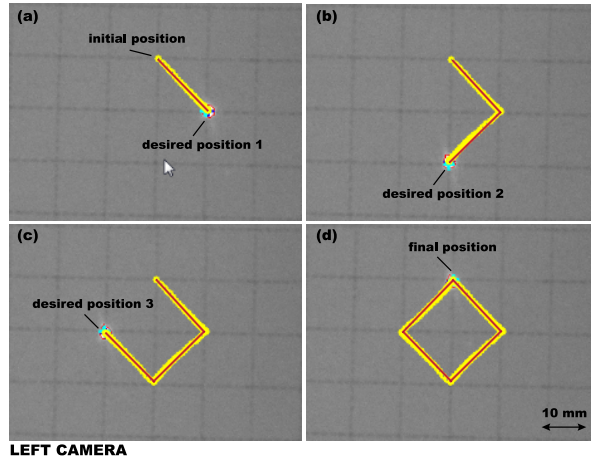 (a)
initial position
desired position 1
(b)
desired position 2
(c)
desired position 3
(d)
final position
10 mm
LEFT CAMERA